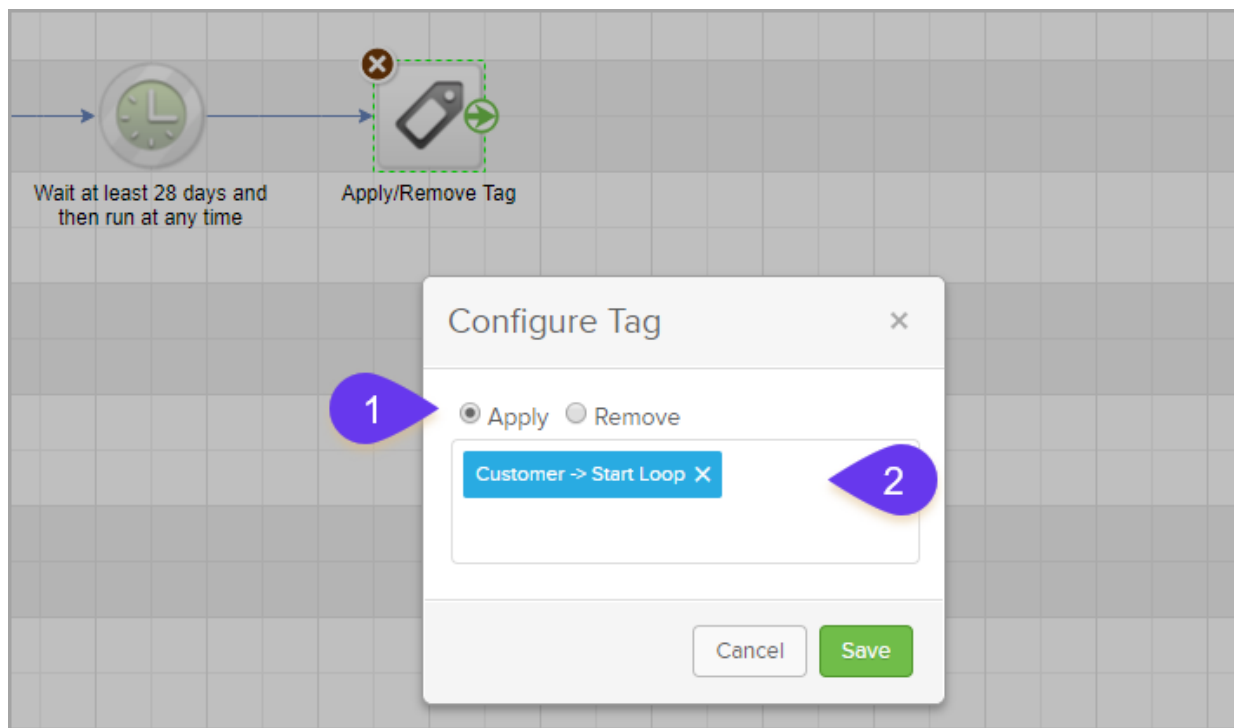 Wait at least 28 days and
then run at any time
Apply/Remove Tag
Configure Tag
1
Apply
Remove
Customer -> Start Loop
2
Cancel
Save